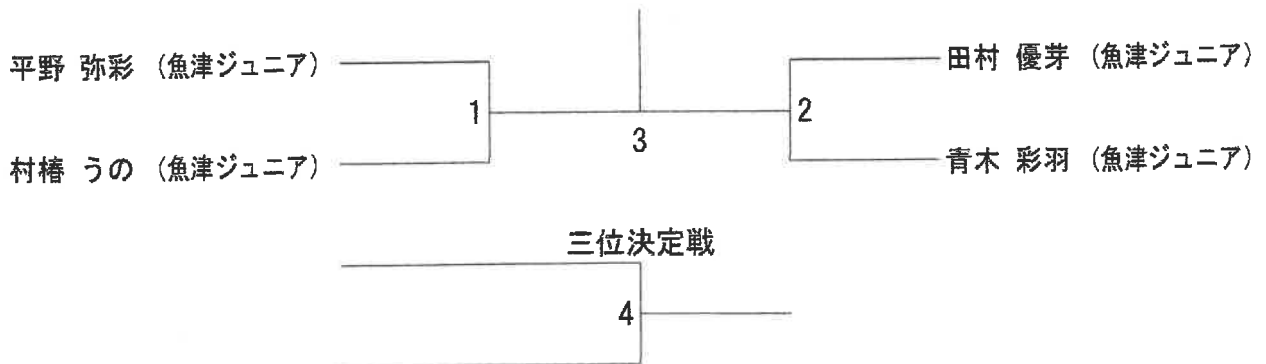 平野 弥彩 (魚津ジュニア)
村椿 うの (魚津ジュニア)
1
3
2
田村 優芽 (魚津ジュニア)
青木 彩羽 (魚津ジュニア)
三位決定戦
4